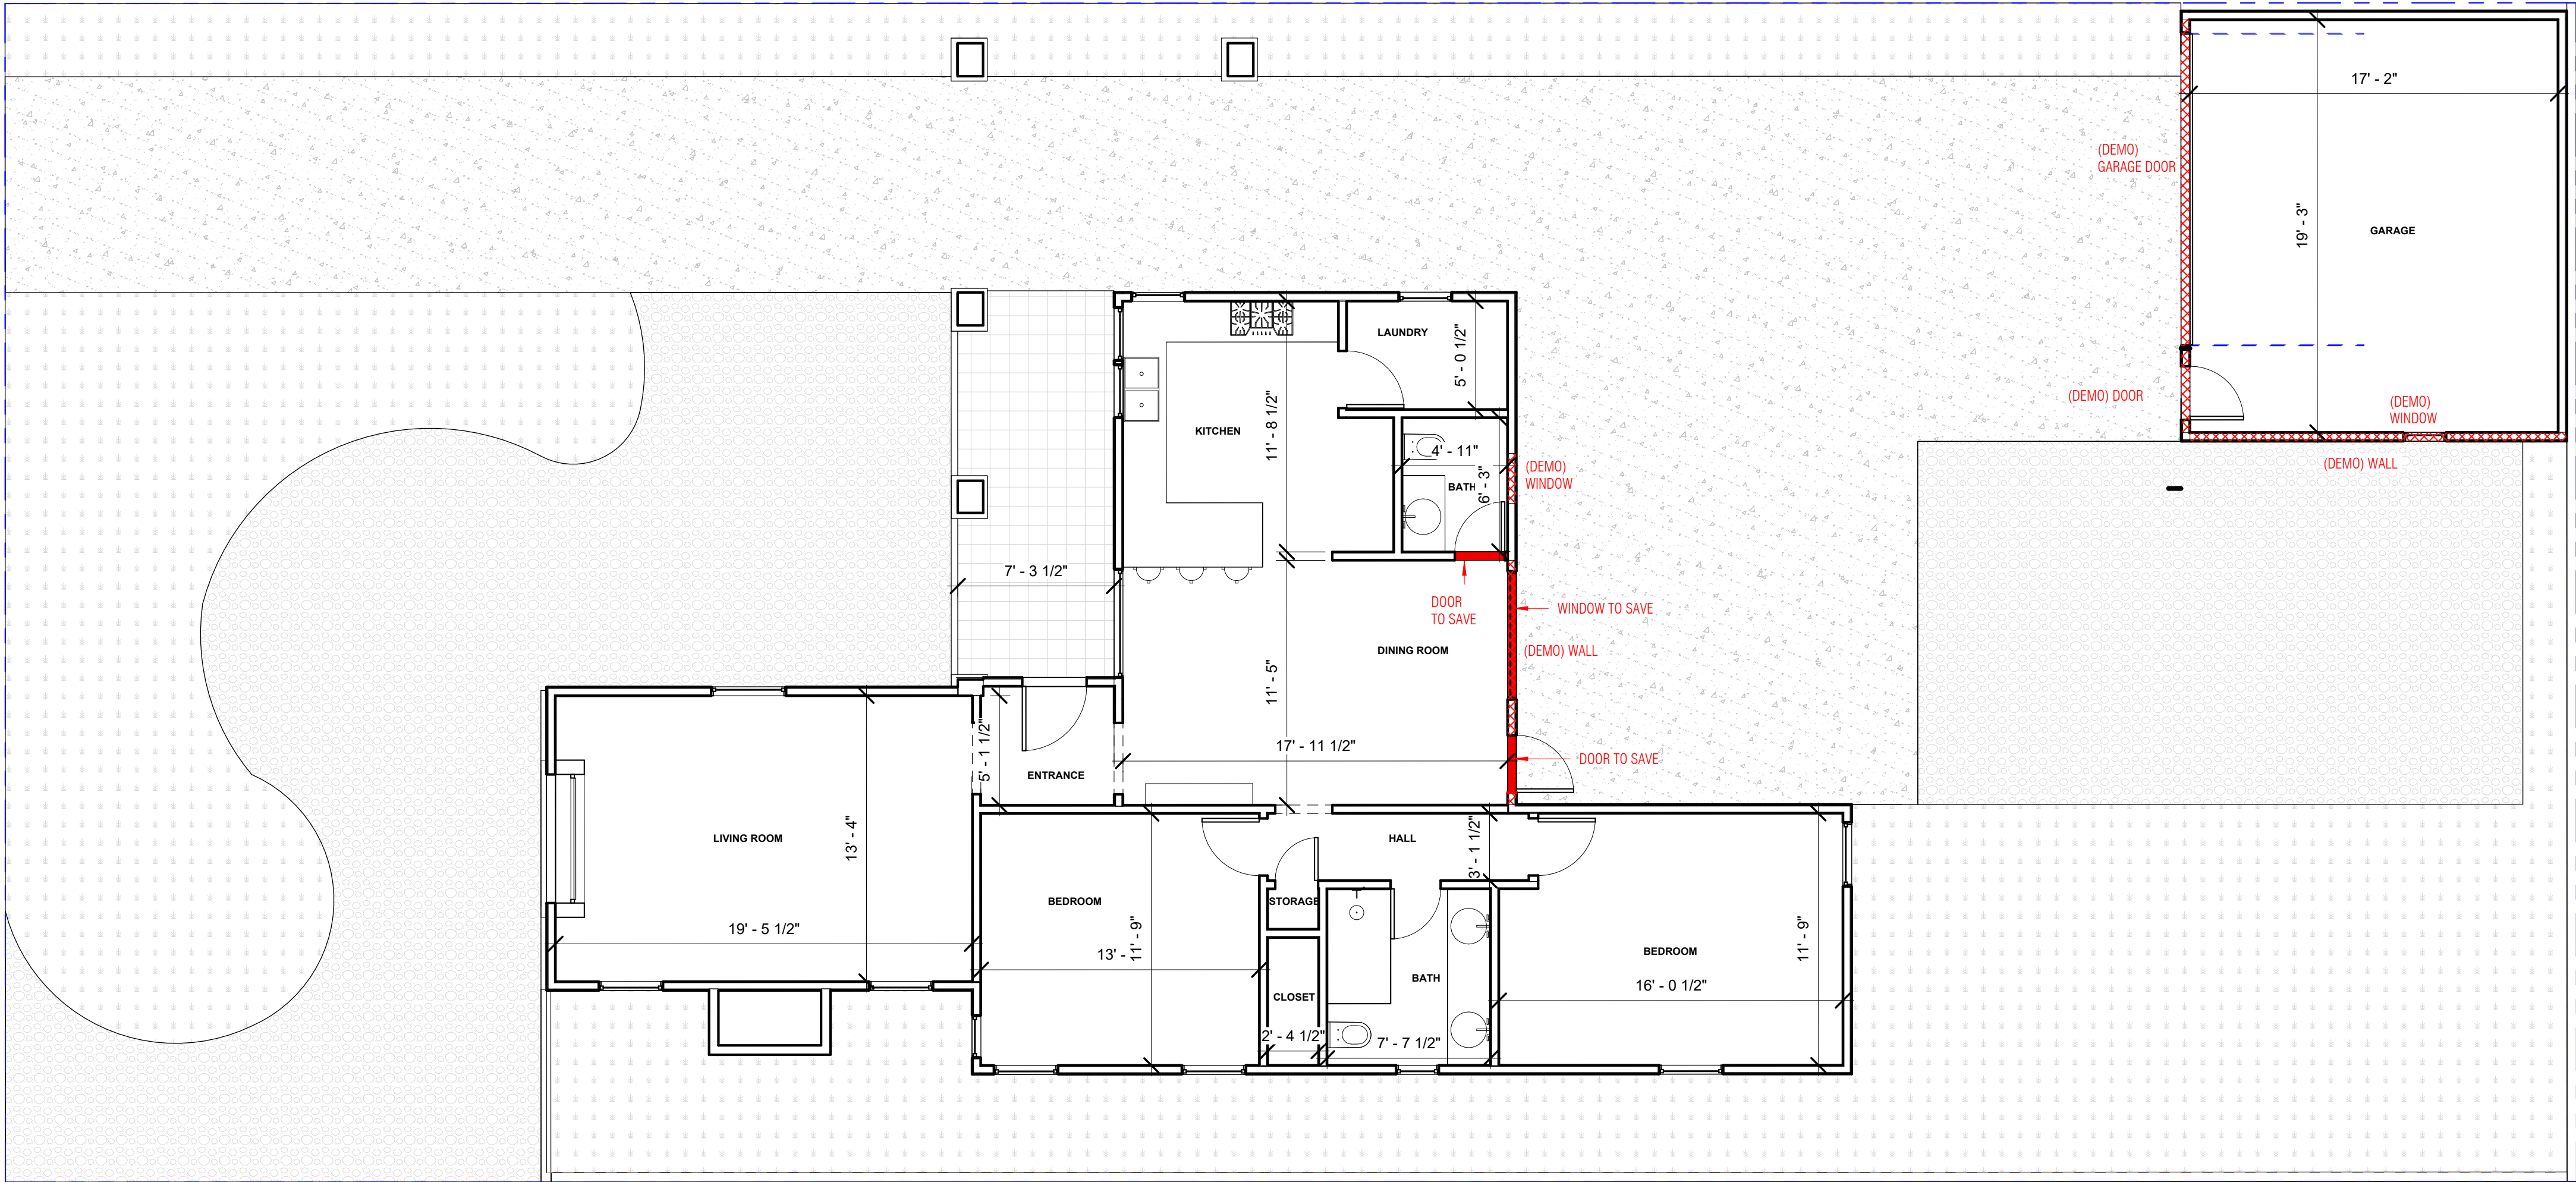 17' - 2"
(DEMO)
GARAGE DOOR
19' - 3"
GARAGE
LAUNDRY
5' - 0 1/2"
(DEMO) DOOR
(DEMO)
WINDOW
11' - 8 1/2"
KITCHEN
4' - 11"
(DEMO) WALL
(DEMO)
WINDOW
BATH
6' - 3"
7' - 3 1/2"
DOOR
TO SAVE
WINDOW TO SAVE
DINING ROOM
(DEMO) WALL
11' - 5"
5' - 1 1/2"
17' - 11 1/2"
DOOR TO SAVE
ENTRANCE
LIVING ROOM
13' - 4"
HALL
3' - 1 1/2"
BEDROOM
STORAGE
19' - 5 1/2"
13' -
11' - 9"
BEDROOM
11' - 9"
BATH
16' - 0 1/2"
CLOSET
2' - 4 1/2"
7' - 7 1/2"